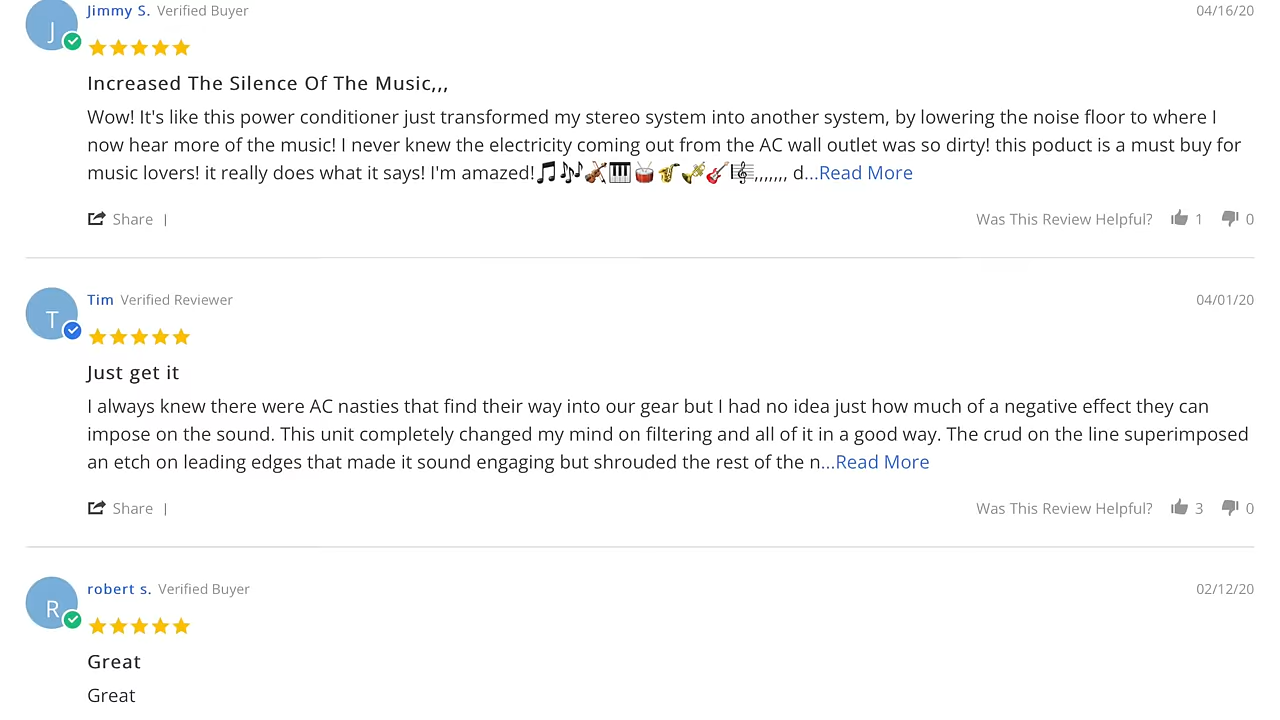 J
Jimmy S. Verified Buyer 04/16/20
Increased The Silence Of The Music,,,
Wow! It's like this power conditioner just transformed my stereo system into another system, by lowering the noise floor to where I
now hear more of the music! I never knew the electricity coming out from the AC wall outlet was so dirty! this poduct is a must buy for
music lovers! it really does what it says! I'm amazed!🎵🎶🎻🎹🥁🎷🎺🎸🎼,,,,,,, d...Read More
Share | Was This Review Helpful? 1 0
T
Tim Verified Reviewer 04/01/20
Just get it
I always knew there were AC nasties that find their way into our gear but I had no idea just how much of a negative effect they can
impose on the sound. This unit completely changed my mind on filtering and all of it in a good way. The crud on the line superimposed
an etch on leading edges that made it sound engaging but shrouded the rest of the n...Read More
Share | Was This Review Helpful? 3 0
R
robert s. Verified Buyer 02/12/20
Great
Great